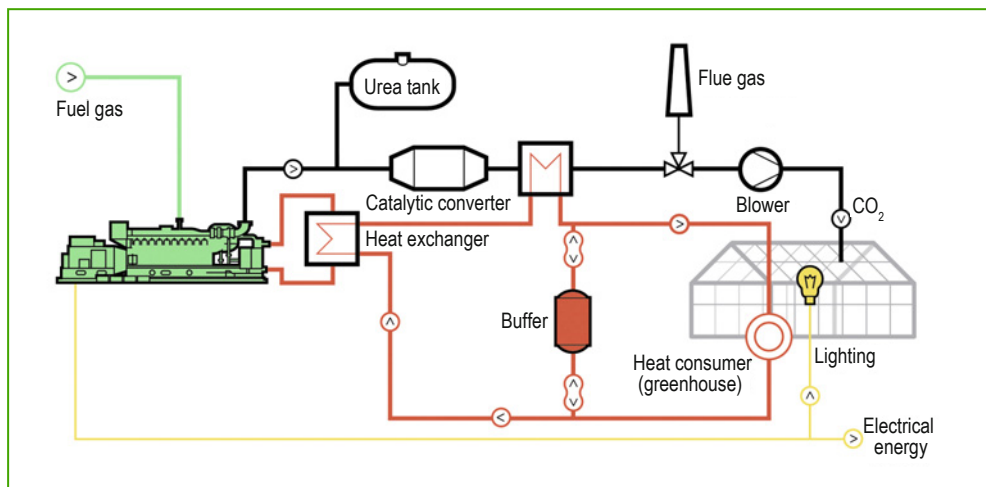 Urea tank
Flue gas
Fuel gas
Catalytic converter
Blower
CO₂
Heat exchanger
Buffer
Heat consumer
(greenhouse)
Lighting
Electrical
energy